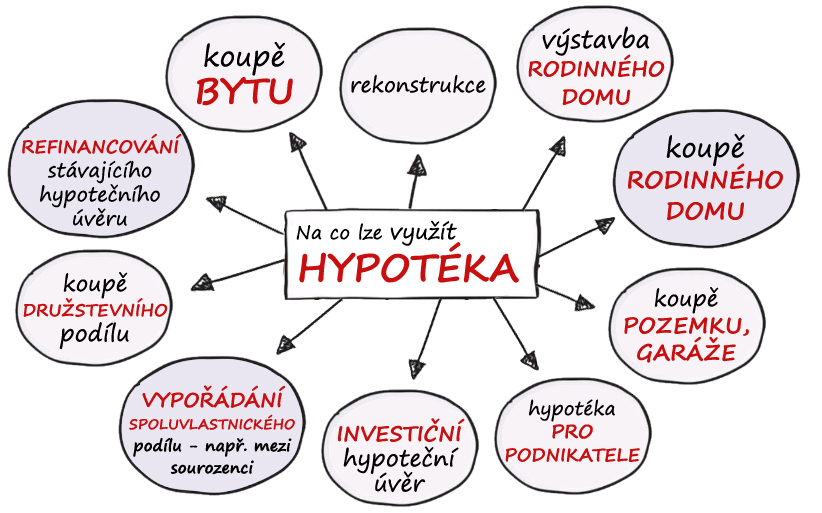 koupě
BYTU
rekonstrukce
výstavba
RODINNÉHO
DOMU
REFINANCOVÁNÍ
stávajícího
hypotečního
úvěru
koupě
RODINNÉHO
DOMU
Na co lze využít
HYPOTÉKA
koupě
DRUŽSTEVNÍHO
podílu
koupě
POZEMKU,
GARÁŽE
VYPOŘÁDÁNÍ
SPOLUVLASTNICKÉHO
podílu - např. mezi
sourozenci
INVESTIČNÍ
hypoteční
úvěr
hypotéka
PRO
PODNIKATELE